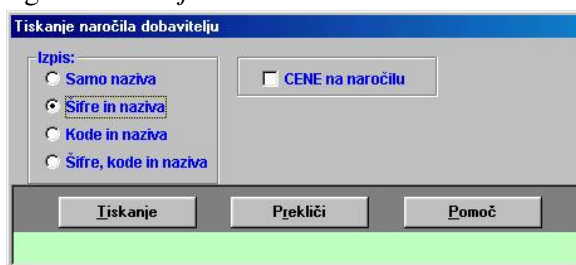 Tiskanje naročila dobavitelju
Izpis:
Samo naziva
Šifre in naziva
Kode in naziva
Šifre, kode in naziva
CENE na naročilu
Tiskanje
Prekliči
Pomoč